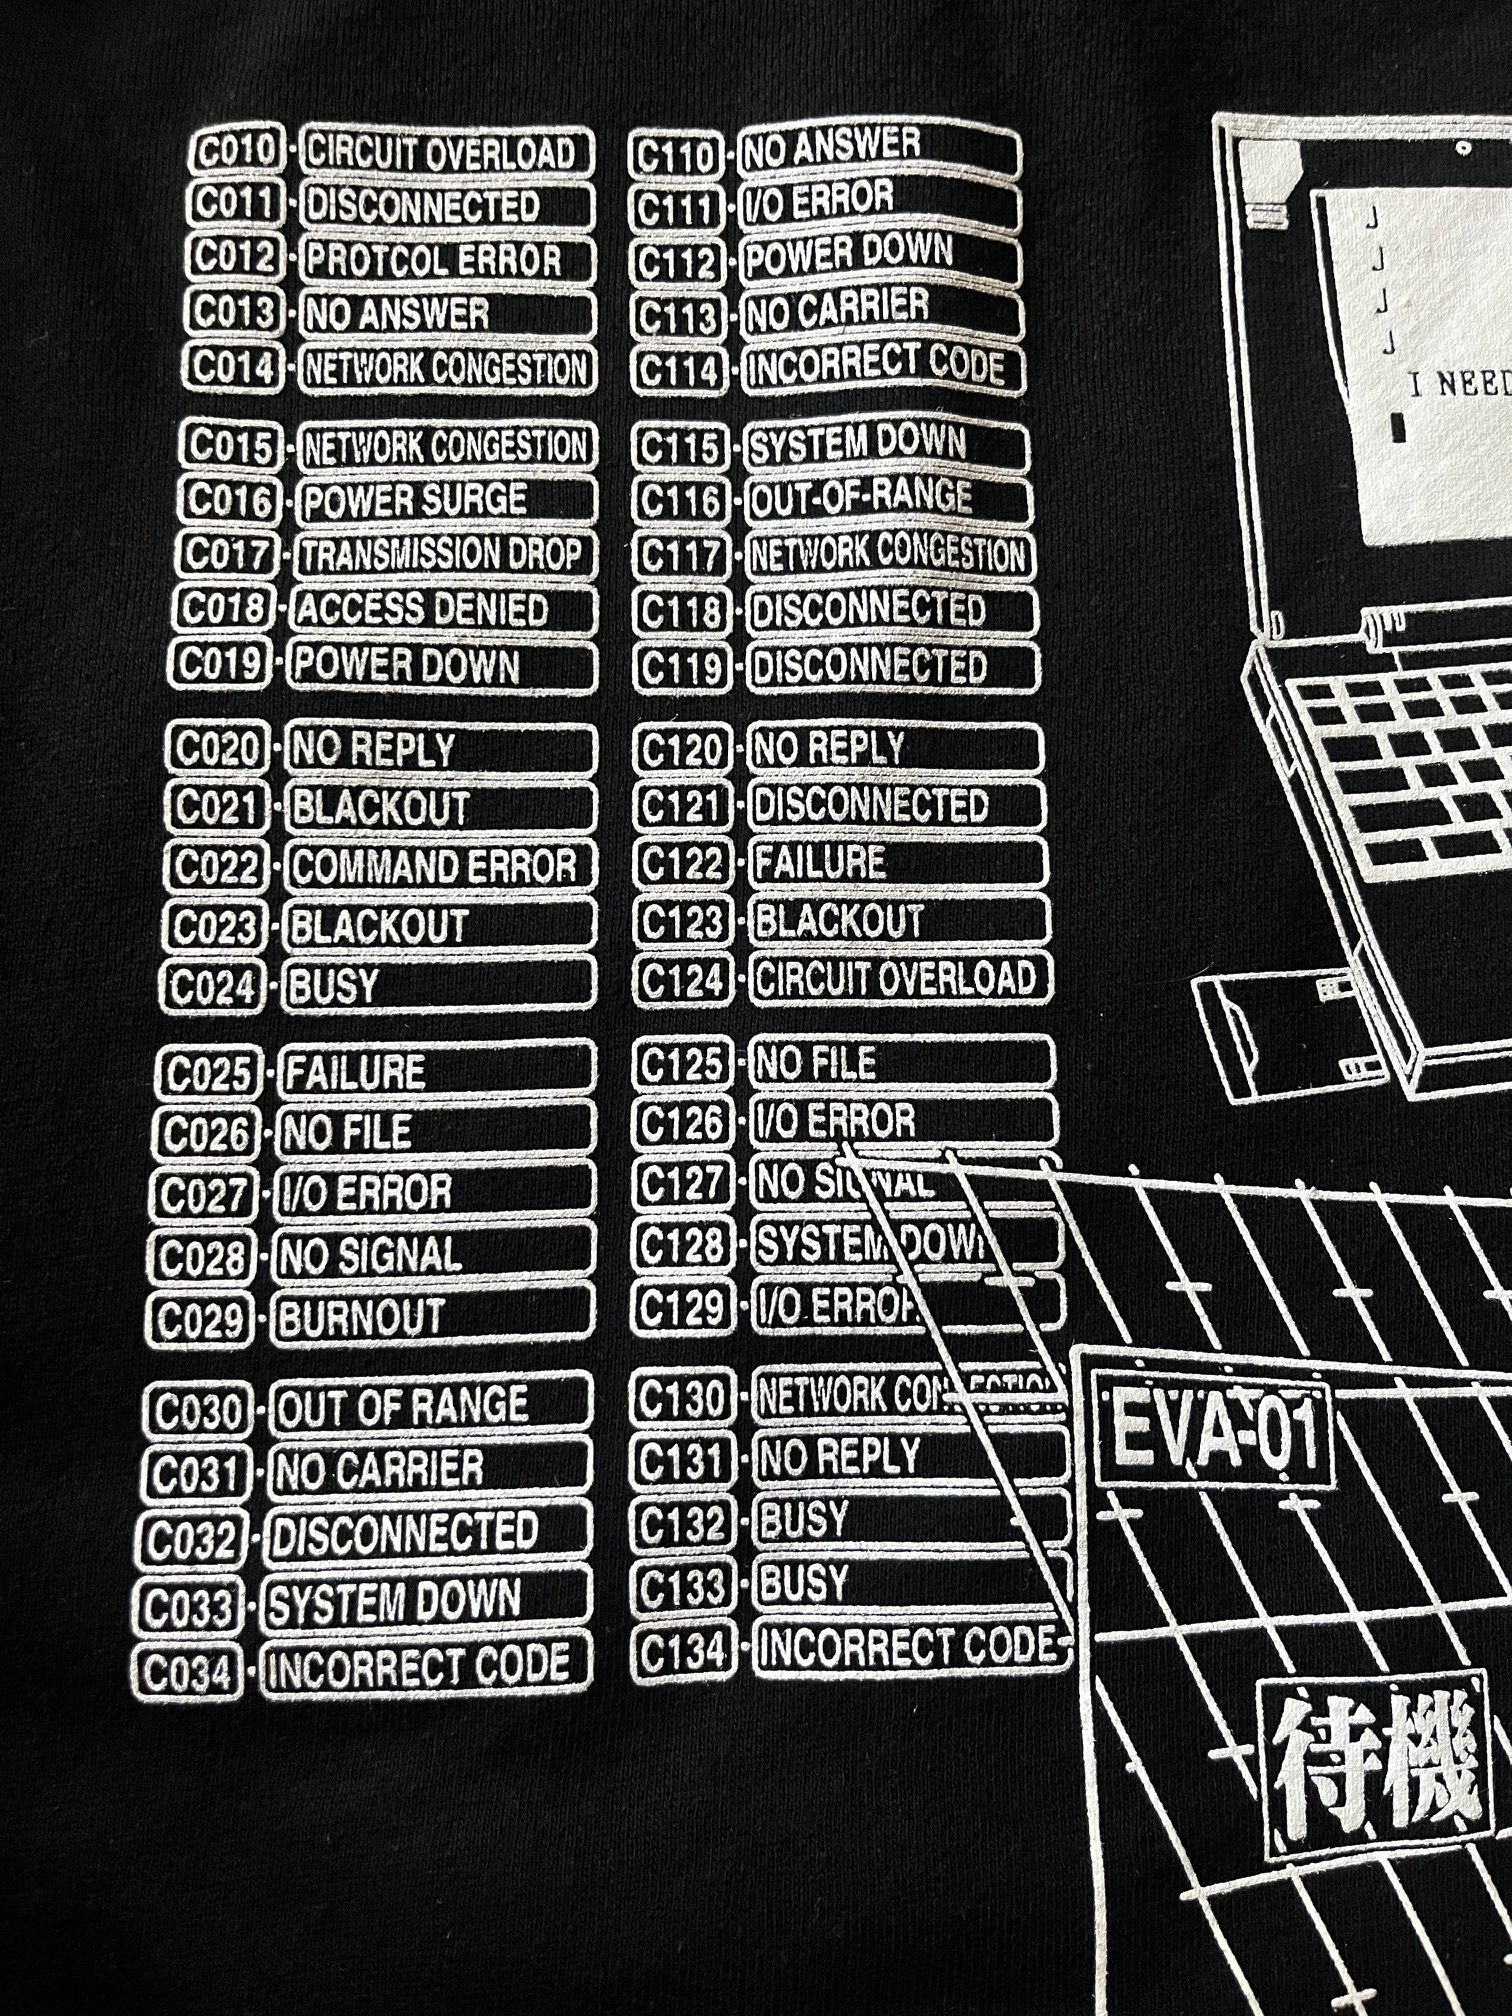 C010 CIRCUIT OVERLOAD
C011 DISCONNECTED
C012 PROTCOL ERROR
C013 NO ANSWER
C014 NETWORK CONGESTION
C015 NETWORK CONGESTION
C016 POWER SURGE
C017 TRANSMISSION DROP
C018 ACCESS DENIED
C019 POWER DOWN
C020 NO REPLY
C021 BLACKOUT
C022 COMMAND ERROR
C023 BLACKOUT
C024 BUSY
C025 FAILURE
C026 NO FILE
C027 I/O ERROR
C028 NO SIGNAL
C029 BURNOUT
C030 OUT OF RANGE
C031 NO CARRIER
C032 DISCONNECTED
C033 SYSTEM DOWN
C034 INCORRECT CODE
C110 NO ANSWER
C111 I/O ERROR
C112 POWER DOWN
C113 NO CARRIER
C114 INCORRECT CODE
C115 SYSTEM DOWN
C116 OUT-OF-RANGE
C117 NETWORK CONGESTION
C118 DISCONNECTED
C119 DISCONNECTED
C120 NO REPLY
C121 DISCONNECTED
C122 FAILURE
C123 BLACKOUT
C124 CIRCUIT OVERLOAD
C125 NO FILE
C126 I/O ERROR
C127 NO SIGNAL
C128 SYSTEM DOWN
C129 I/O ERROR
C130 NETWORK
C131 NO REPLY
C132 BUSY
C133 BUSY
C134 INCORRECT CODE
J
J
J
J
I NEED
EVA-01
待機